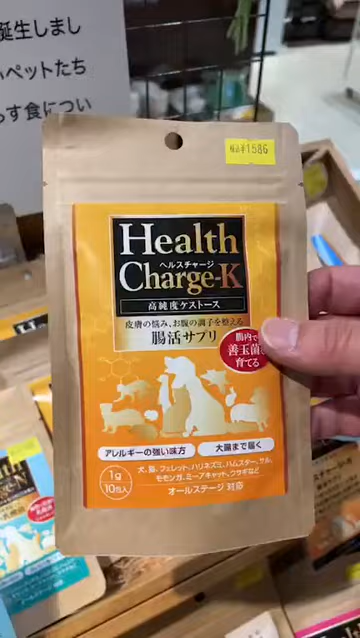 誕生しまし
ペットたち
す食につい
税込¥1586
Health
ヘルスチャージ
Charge-K
高純度ケストース
皮膚の悩み、お腹の調子を整える
腸活サプリ
腸内で
善玉菌
育てる
アレルギーの強い味方
大腸まで届く
1g
10包入
犬、猫、フェレット、ハリネズミ、ハムスター、サル、
モモンガ、ミーアキャット、ウサギなど
オールステージ 対応
Health